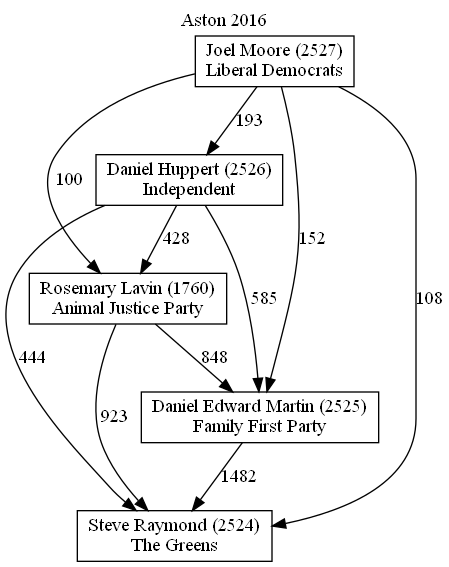 Aston 2016
Joel Moore (2527)
Liberal Democrats
193
Daniel Huppert (2526)
Independent
100
428
152
Rosemary Lavin (1760)
Animal Justice Party
585
108
444
848
Daniel Edward Martin (2525)
Family First Party
923
1482
Steve Raymond (2524)
The Greens